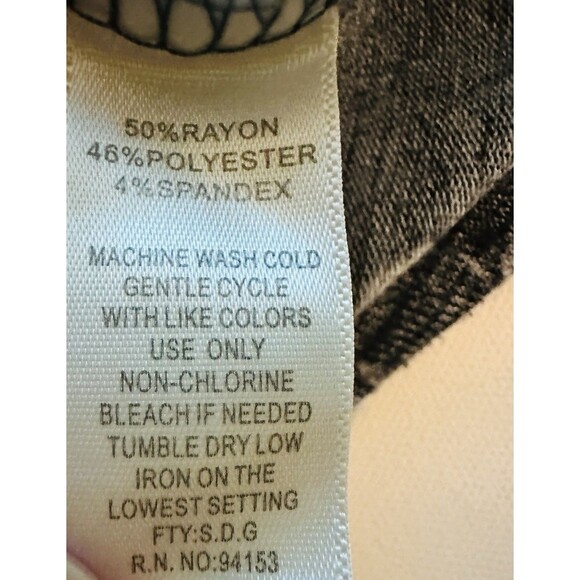 50%RAYON
46%POLYESTER
4%SPANDEX
MACHINE WASH COLD
GENTLE CYCLE
WITH LIKE COLORS
USE ONLY
NON-CHLORINE
BLEACH IF NEEDED
TUMBLE DRY LOW
IRON ON THE
LOWEST SETTING
FTY:S.D.G
R.N. NO:94153